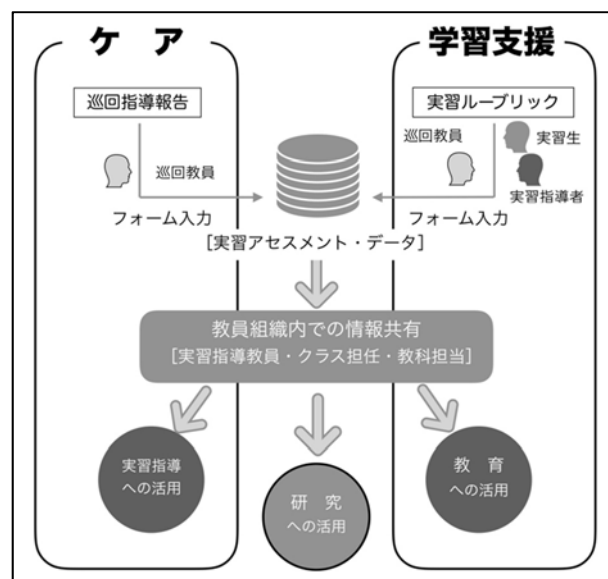 ケ ア
学習支援
巡回指導報告
実習ルーブリック
巡回教員
実習生
巡回教員
実習指導者
フォーム入力
フォーム入力
[実習アセスメント・データ]
教員組織内での情報共有
[実習指導教員・クラス担任・教科担当]
実習指導
への活用
研 究
への活用
教 育
への活用